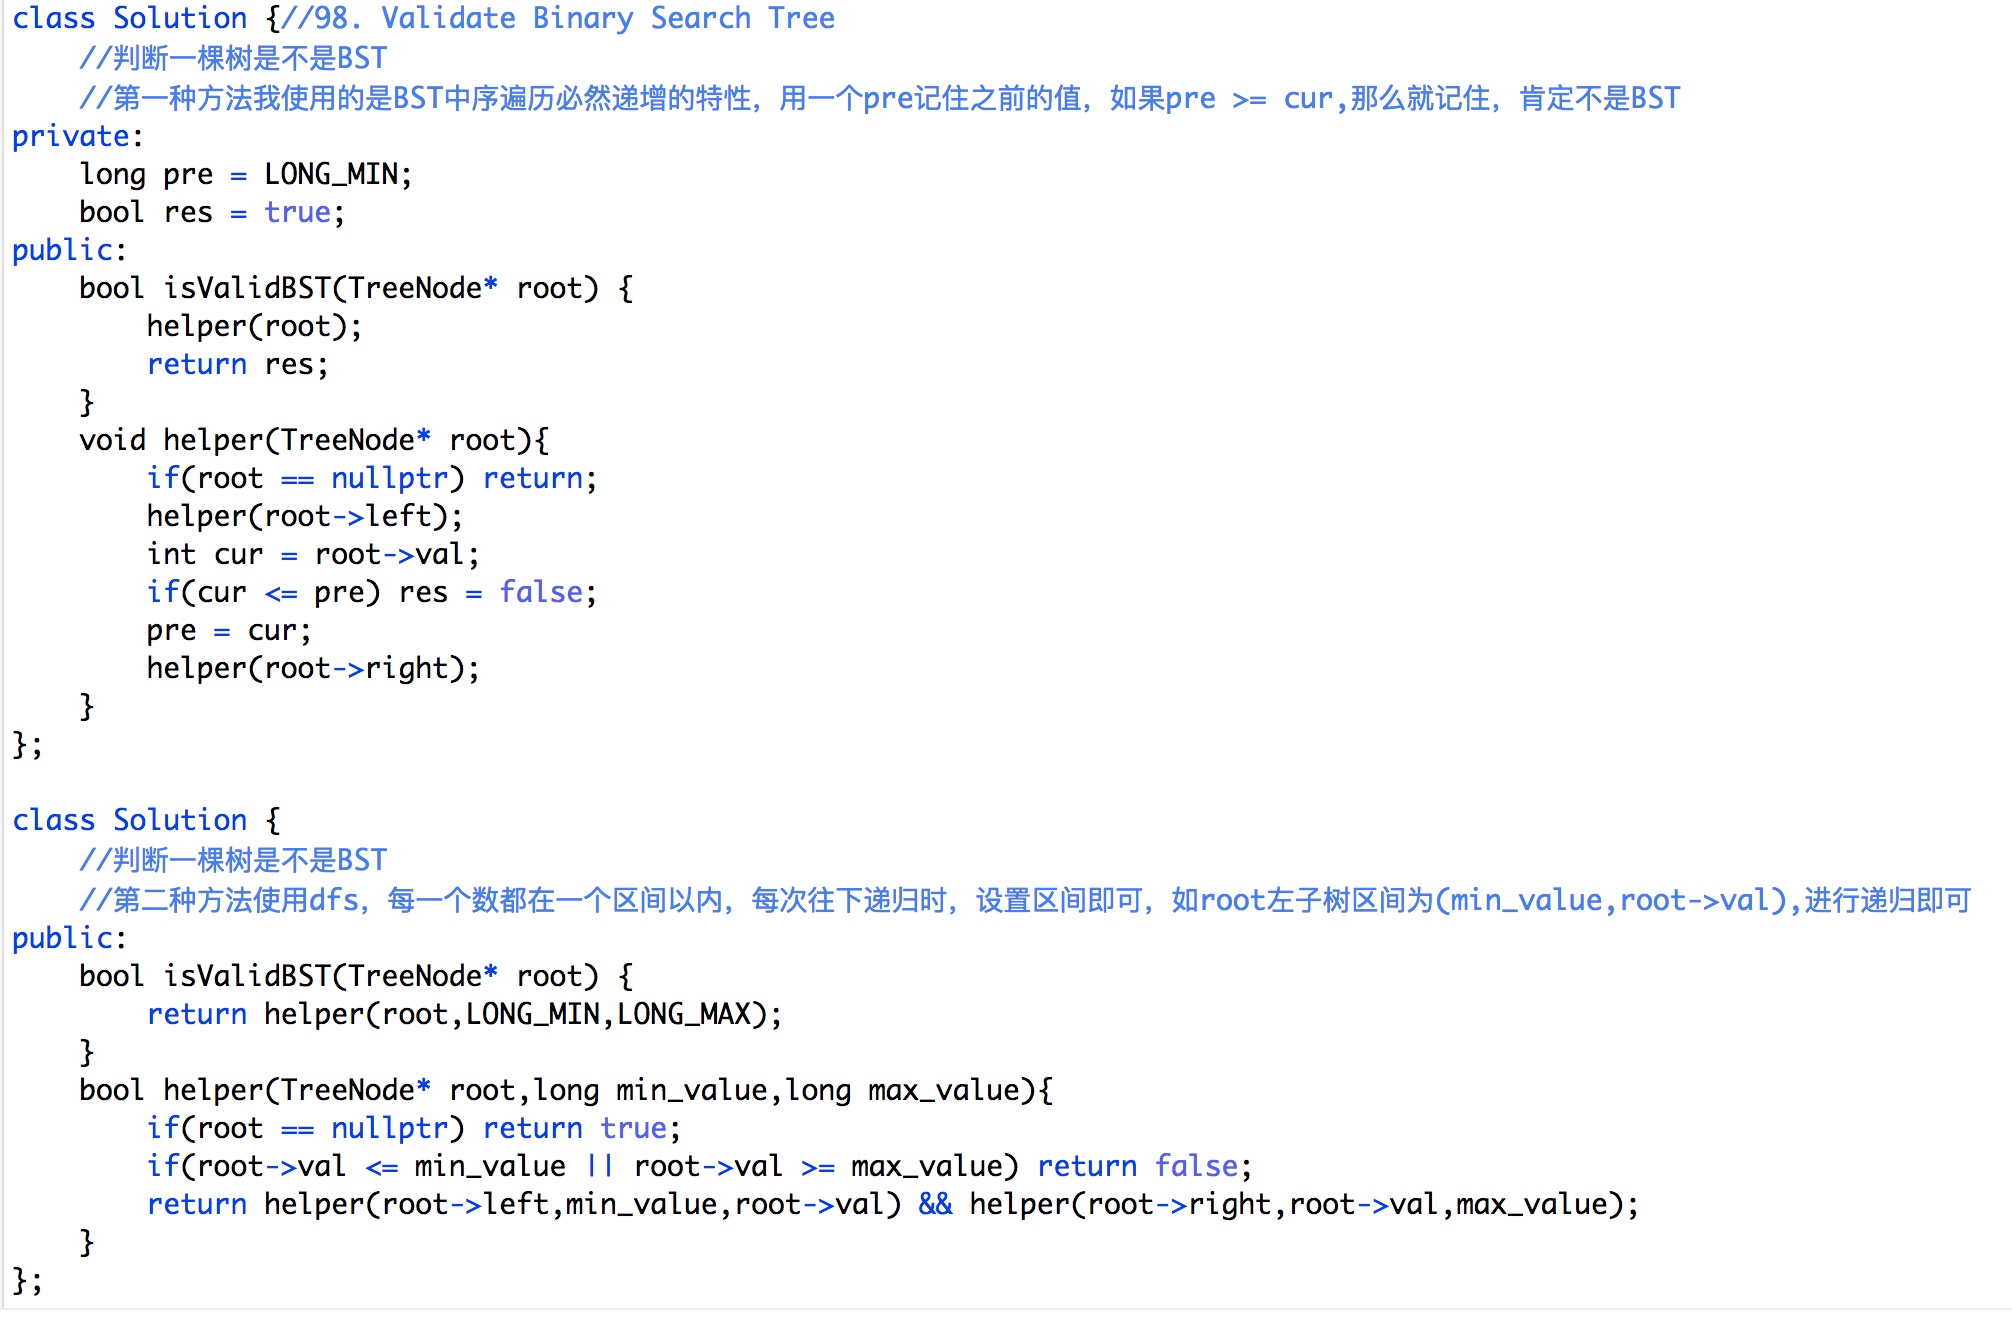 class Solution {//98. Validate Binary Search Tree
    //判断一棵树是不是BST
    //第一种方法我使用的是BST中序遍历必然递增的特性，用一个pre记住之前的值，如果pre >= cur,那么就记住，肯定不是BST
private:
    long pre = LONG_MIN;
    bool res = true;
public:
    bool isValidBST(TreeNode* root) {
        helper(root);
        return res;
    }
    void helper(TreeNode* root){
        if(root == nullptr) return;
        helper(root->left);
        int cur = root->val;
        if(cur <= pre) res = false;
        pre = cur;
        helper(root->right);
    }
};

class Solution {
    //判断一棵树是不是BST
    //第二种方法使用dfs，每一个数都在一个区间以内，每次往下递归时，设置区间即可，如root左子树区间为(min_value,root->val),进行递归即可
public:
    bool isValidBST(TreeNode* root) {
        return helper(root,LONG_MIN,LONG_MAX);
    }
    bool helper(TreeNode* root,long min_value,long max_value){
        if(root == nullptr) return true;
        if(root->val <= min_value || root->val >= max_value) return false;
        return helper(root->left,min_value,root->val) && helper(root->right,root->val,max_value);
    }
};